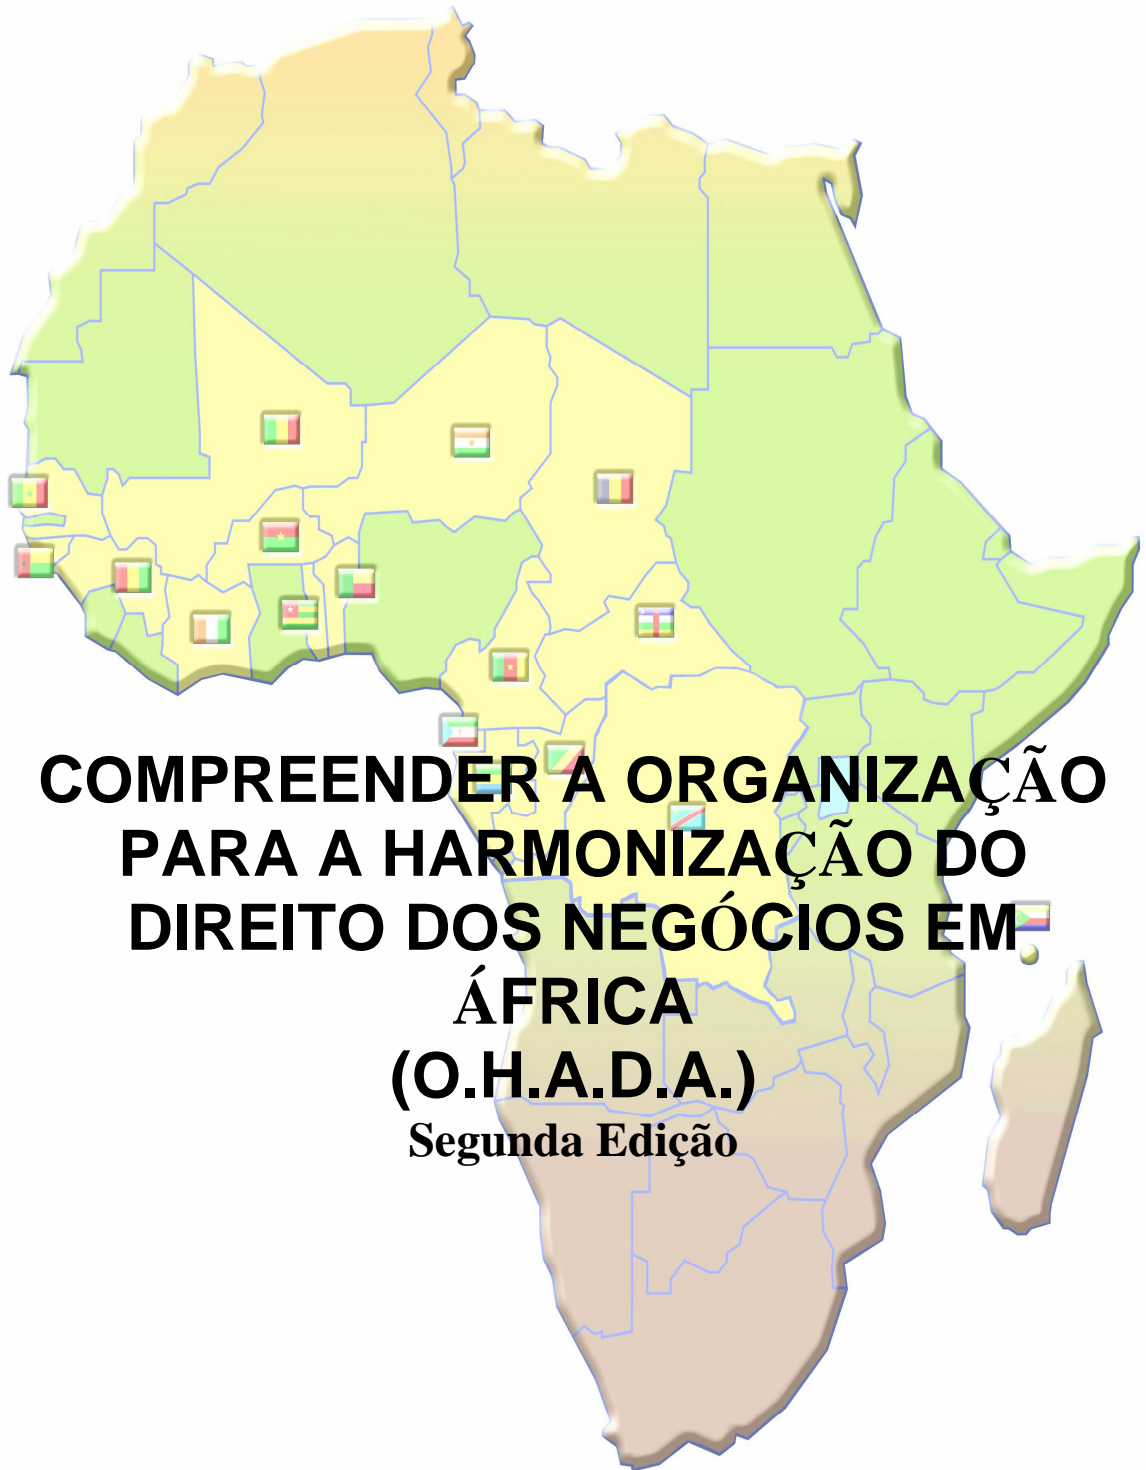 COMPREENDER A ORGANIZAÇÃO
PARA A HARMONIZAÇÃO DO
DIREITO DOS NEGÓCIOS EM
ÁFRICA
(O.H.A.D.A.)
Segunda Edição